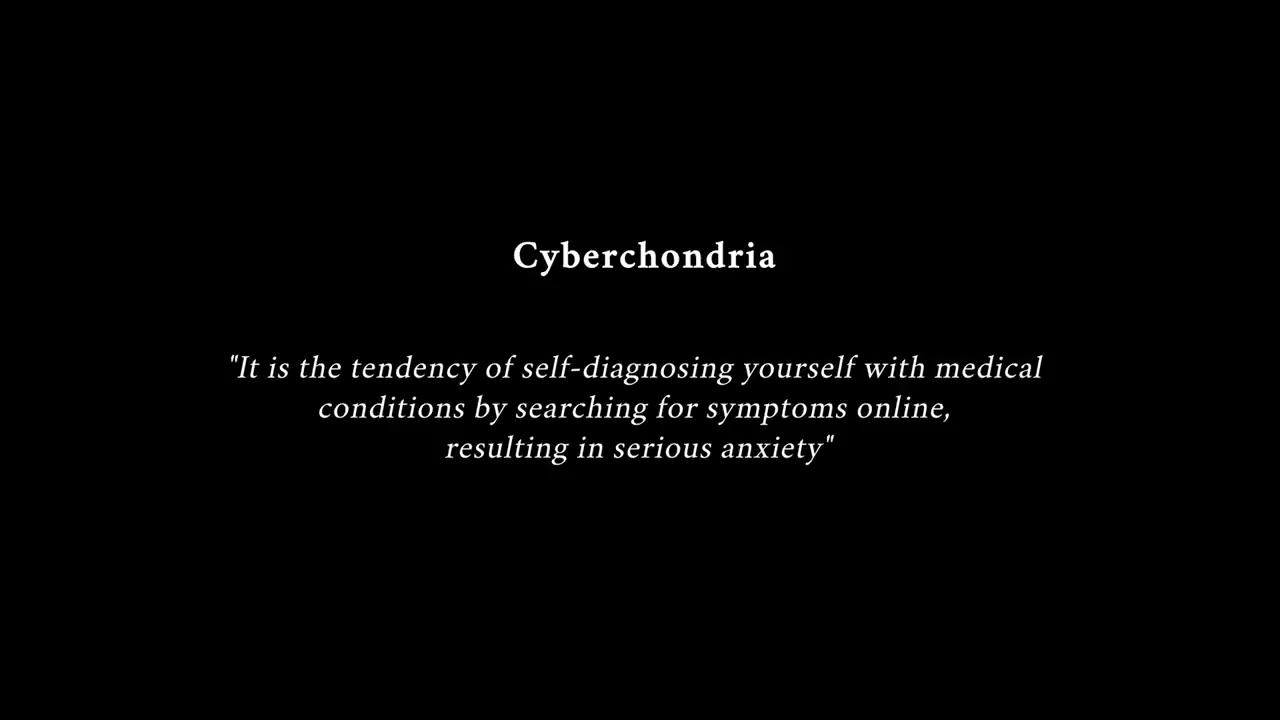 Cyberchondria
"It is the tendency of self-diagnosing yourself with medical
conditions by searching for symptoms online,
resulting in serious anxiety"